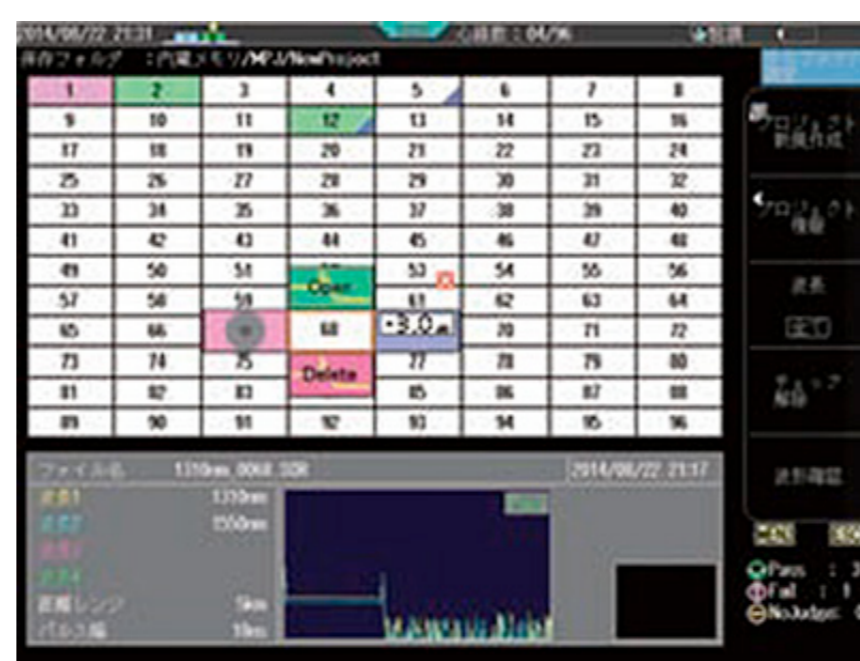 2014/08/22 21:31 心線数 : 04/96
保存フォルダ : 内蔵メモリ/MPJ/NewProject
1 2 3 4 5 6 7 8
9 10 11 12 13 14 15 16
プロジェクト
新規作成
17 18 19 20 21 22 23 24
25 26 27 28 29 30 31 32
33 34 35 36 37 38 39 40
プロジェクト
41 42 43 44 45 46 47 48
49 50 51 53 54 55 56
波長
Open
57 58 59 61 62 63 64
全て
65 66 68 -3.0 70 71 72
73 74 75 77 78 79 80
Delete
チェック
解除
81 82 83 85 86 87 88
89 90 91 92 93 94 95 96
ファイル名 1310nm_0068.SOR 2014/08/22 21:17
波形確認
波長1 1310nm
波長2 1550nm
波長3
波長4
MENU
距離レンジ 5km
パルス幅 10ns
Pass : 3
Fail : 1
NoJudge: